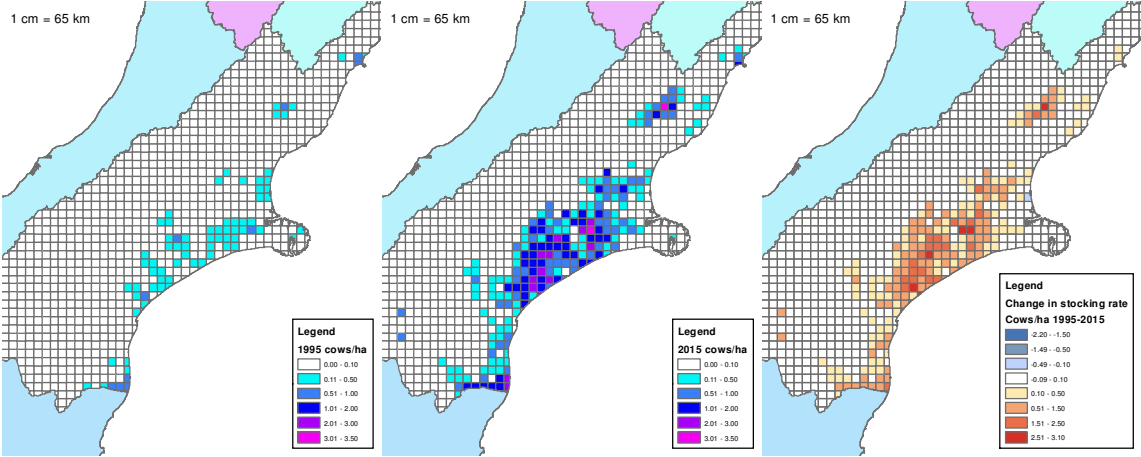 1 cm = 65 km
Legend
1995 cows/ha
0.00 - 0.10
0.11 - 0.50
0.51 - 1.00
1.01 - 2.00
2.01 - 3.00
3.01 - 3.50
1 cm = 65 km
Legend
2015 cows/ha
0.00 - 0.10
0.11 - 0.50
0.51 - 1.00
1.01 - 2.00
2.01 - 3.00
3.01 - 3.50
1 cm = 65 km
Legend
Change in stocking rate
Cows/ha 1995-2015
-2.20 - -1.50
-1.49 - -0.50
-0.49 - -0.10
-0.09 - 0.10
0.10 - 0.50
0.51 - 1.50
1.51 - 2.50
2.51 - 3.10